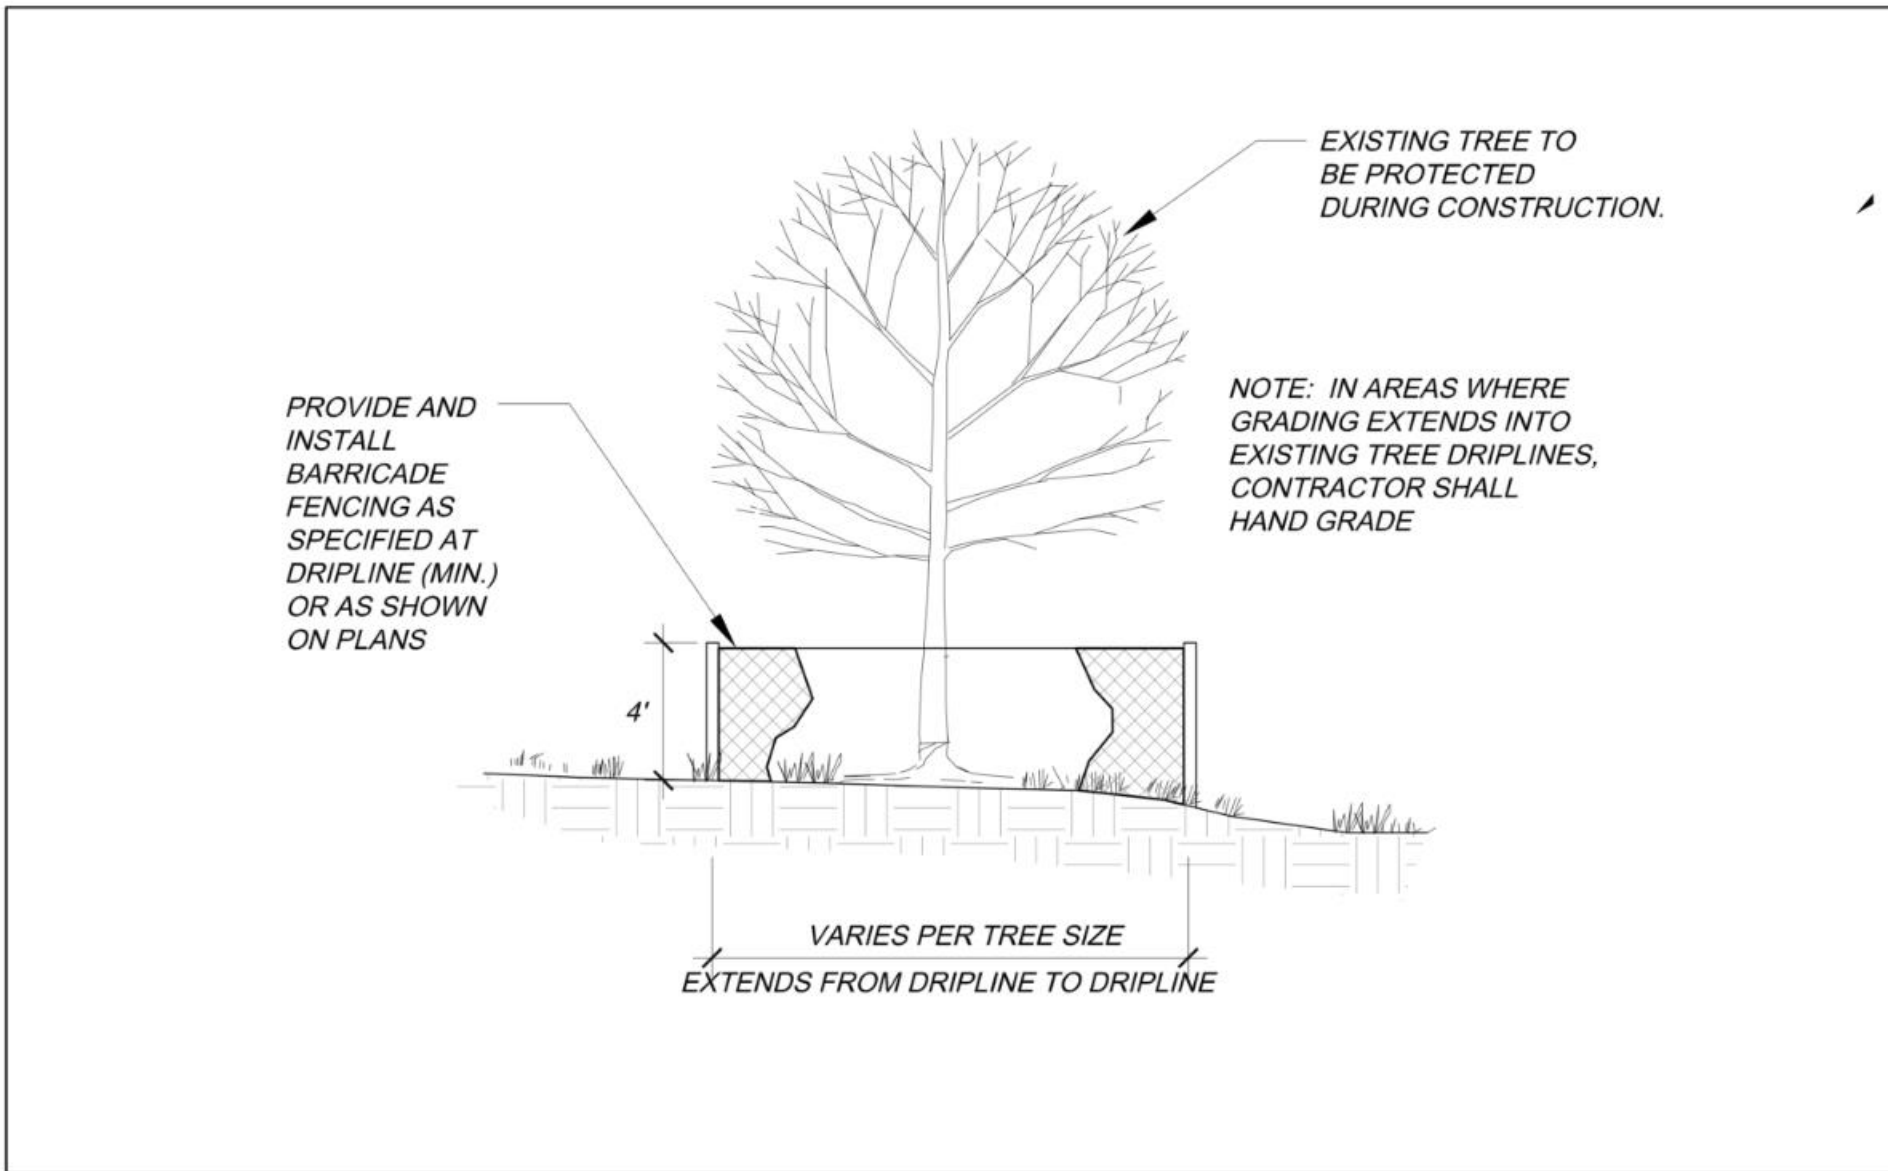 EXISTING TREE TO
BE PROTECTED
DURING CONSTRUCTION.
NOTE: IN AREAS WHERE
GRADING EXTENDS INTO
EXISTING TREE DRIPLINES,
CONTRACTOR SHALL
HAND GRADE
PROVIDE AND
INSTALL
BARRICADE
FENCING AS
SPECIFIED AT
DRIPLINE (MIN.)
OR AS SHOWN
ON PLANS
4'
VARIES PER TREE SIZE
EXTENDS FROM DRIPLINE TO DRIPLINE